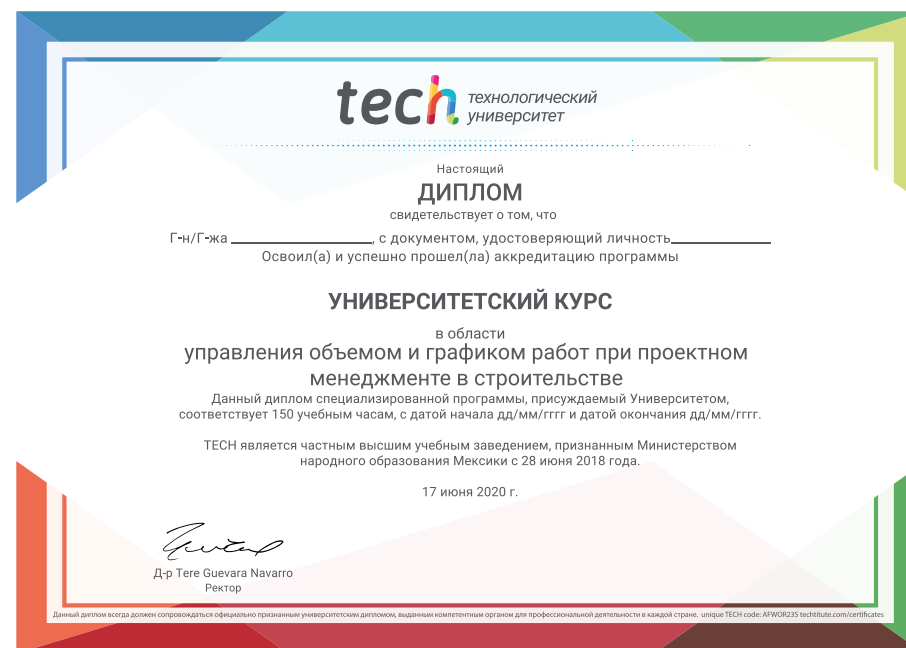 tech технологический
университет
Настоящий
ДИПЛОМ
свидетельствует о том, что
Г-н/Г-жа ____________, с документом, удостоверяющий личность____________
Освоил(а) и успешно прошел(ла) аккредитацию программы
УНИВЕРСИТЕТСКИЙ КУРС
в области
управления объемом и графиком работ при проектном
менеджменте в строительстве
Данный диплом специализированной программы, присуждаемый Университетом,
соответствует 150 учебным часам, с датой начала дд/мм/гггг и датой окончания дд/мм/гггг.
TECH является частным высшим учебным заведением, признанным Министерством
народного образования Мексики с 28 июня 2018 года.
17 июня 2020 г.
Д-р Tere Guevara Navarro
Ректор
Данный диплом всегда должен сопровождаться официально признанным университетским дипломом, выданным компетентным органом для профессиональной деятельности в каждой стране. unique TECH code: AFWOR23S techtitute.com/certificates